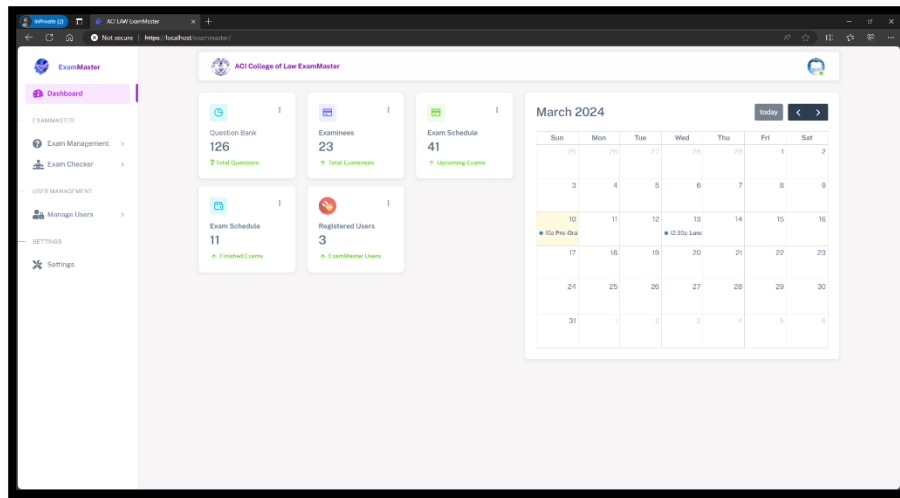 InPrivate (2)
ACI LAW ExamMaster
Not secure | https://localhost/exammaster/
ExamMaster
ACI College of Law ExamMaster
Dashboard
EXAMMASTER
Exam Management
Exam Checker
USER MANAGEMENT
Manage Users
SETTINGS
Settings
Question Bank
126
? Total Questions
Examinees
23
Total Examinees
Exam Schedule
41
Upcoming Exams
Exam Schedule
11
Finished Exams
Registered Users
3
ExamMaster Users
March 2024
today
Sun Mon Tue Wed Thu Fri Sat
25 26 27 28 29 1 2
3 4 5 6 7 8 9
10 11 12 13 14 15 16
10a Pre-Ora 12:30p Lunc
17 18 19 20 21 22 23
24 25 26 27 28 29 30
31 1 2 3 4 5 6